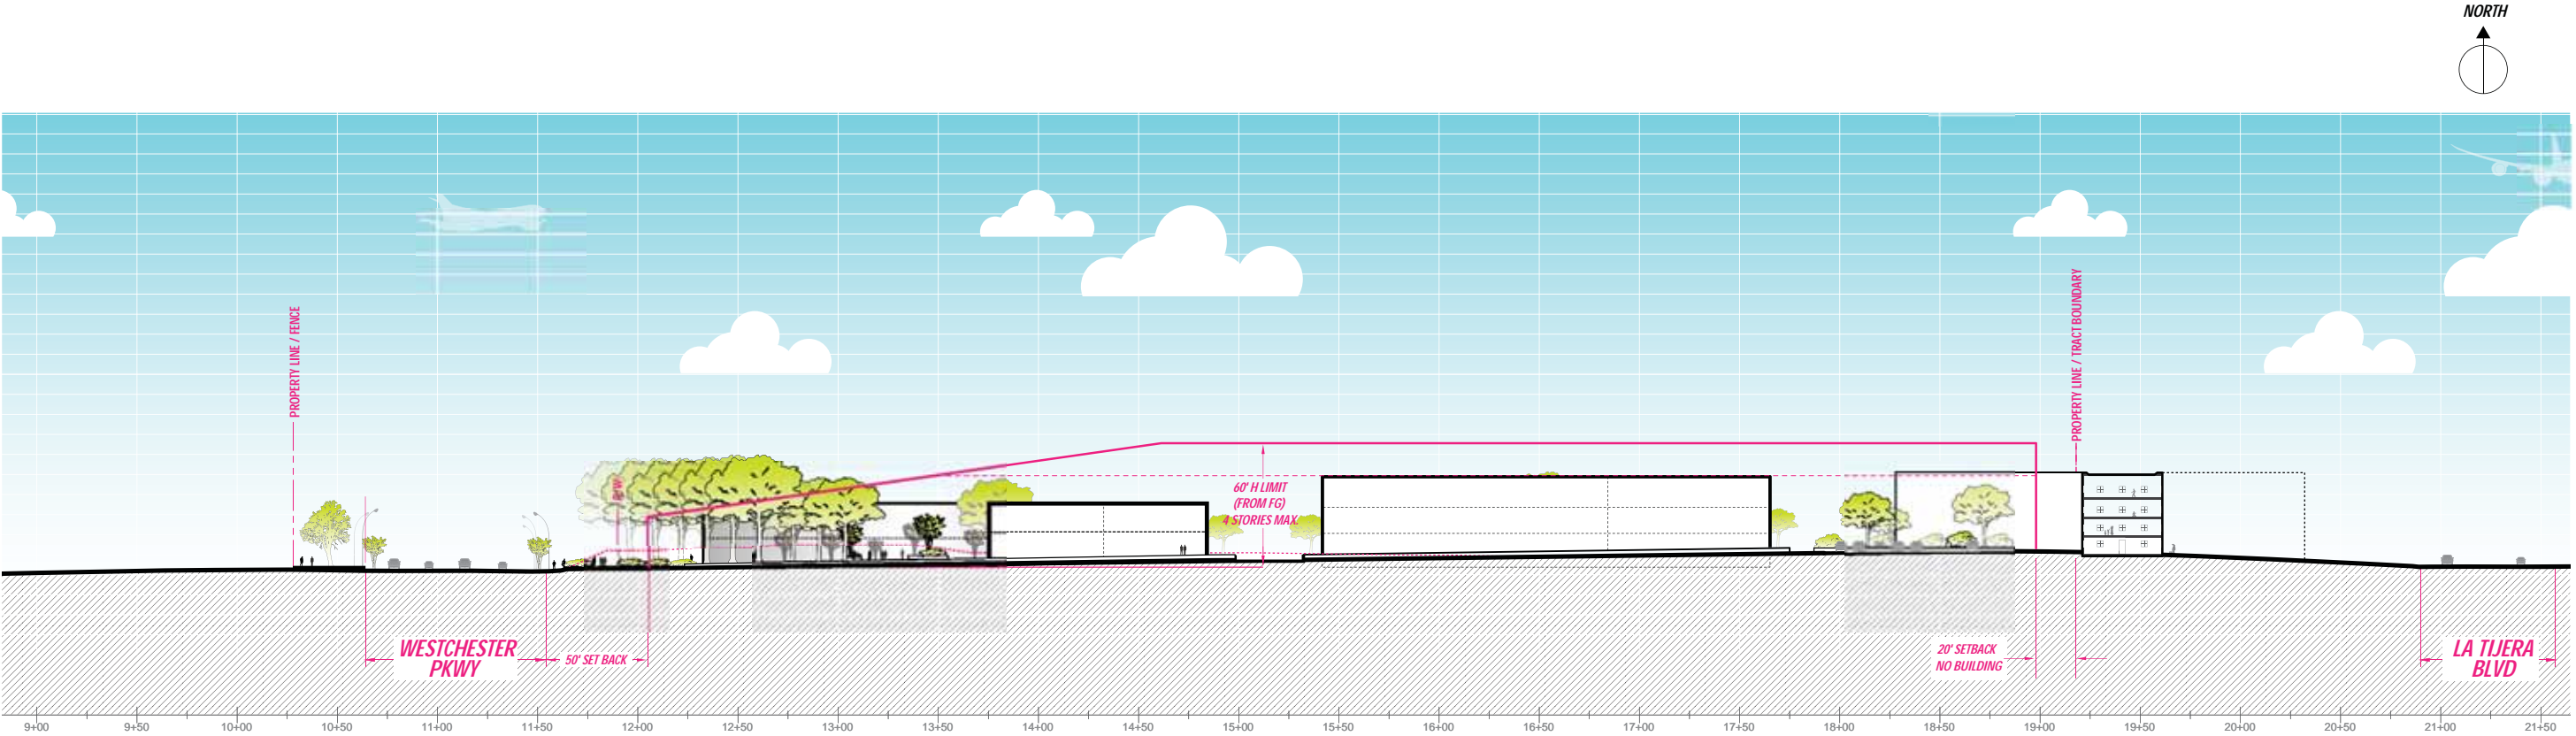 NORTH
PROPERTY LINE / FENCE
PROPERTY LINE / TRACT BOUNDARY
R/W
60' H LIMIT
(FROM FG)
4 STORIES MAX.
WESTCHESTER
PKWY
50' SET BACK
20' SETBACK
NO BUILDING
LA TIJERA
BLVD
9+00 9+50 10+00 10+50 11+00 11+50 12+00 12+50 13+00 13+50 14+00 14+50 15+00 15+50 16+00 16+50 17+00 17+50 18+00 18+50 19+00 19+50 20+00 20+50 21+00 21+50